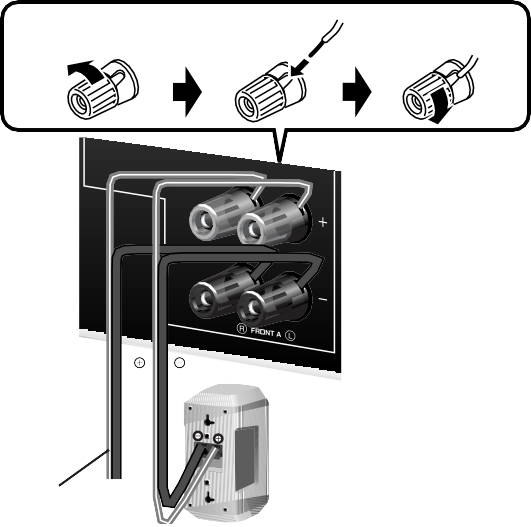 +
−
Ⓡ FRONT A Ⓛ
⊕ ⊖
⊖ ⊕